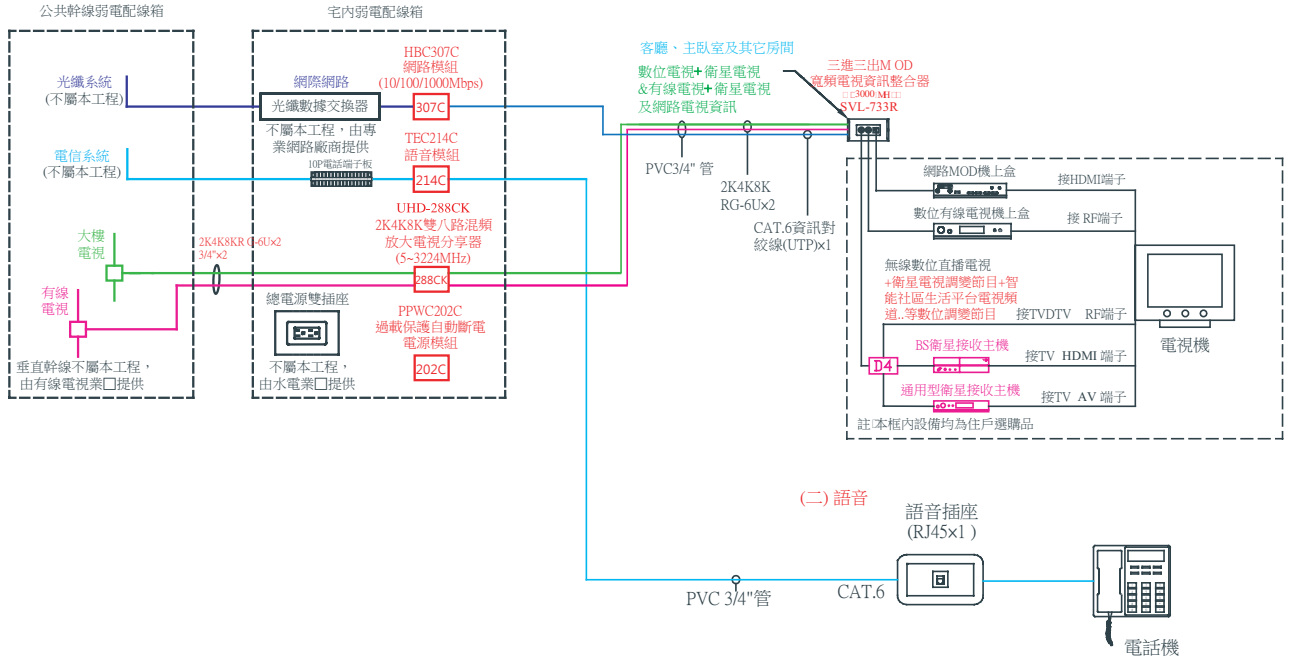 公共幹線弱電配線箱
光纖系統
(不屬本工程)
電信系統
(不屬本工程)
大樓
電視
有線
電視
垂直幹線不屬本工程，
由有線電視業□提供
2K4K8KR G-6U×2
3/4"×2
宅內弱電配線箱
HBC307C
網路模組
(10/100/1000Mbps)
網際網路
光纖數據交換器
307C
不屬本工程，由專
業網路廠商提供
TEC214C
語音模組
10P電話端子板
214C
UHD-288CK
2K4K8K雙八路混頻
放大電視分享器
(5~3224MHz)
288CK
總電源雙插座
不屬本工程，
由水電業□提供
PPWC202C
過載保護自動斷電
電源模組
202C
客廳、主臥室及其它房間
數位電視+衛星電視
&有線電視+衛星電視
及網路電視資訊
三進三出M OD
寬頻電視資訊整合器
SVL-733R
PVC3/4" 管
2K4K8K
RG-6U×2
CAT.6資訊對
絞線(UTP)×1
網路MOD機上盒
接HDMI端子
數位有線電視機上盒
接 RF端子
無線數位直播電視
+衛星電視調變節目+智
能社區生活平台電視頻
道..等數位調變節目
接TVDTV RF端子
BS衛星接收主機
接TV HDMI 端子
D4
通用型衛星接收主機
接TV AV 端子
電視機
註:本框內設備均為住戶選購品
(二) 語音
語音插座
(RJ45×1 )
PVC 3/4"管
CAT.6
電話機